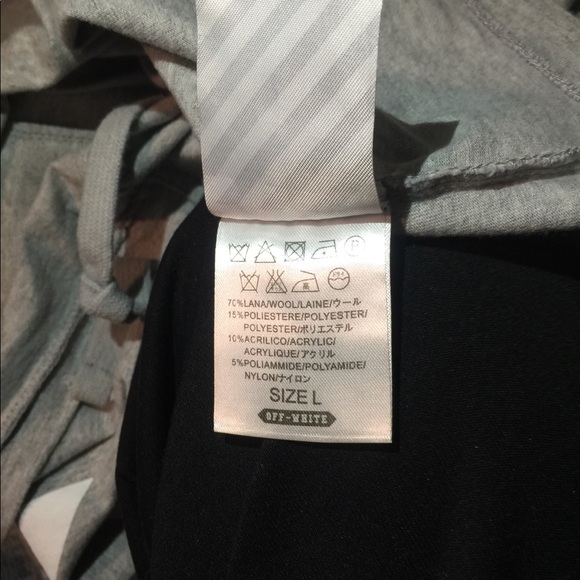 70%LANA/WOOL/LAINE/ウール
15%POLIESTERE/POLYESTER/
POLYESTER/ポリエステル
10%ACRILICO/ACRYLIC/
ACRYLIQUE/アクリル
5%POLIAMMIDE/POLYAMIDE/
NYLON/ナイロン
SIZE L
OFF-WHITE